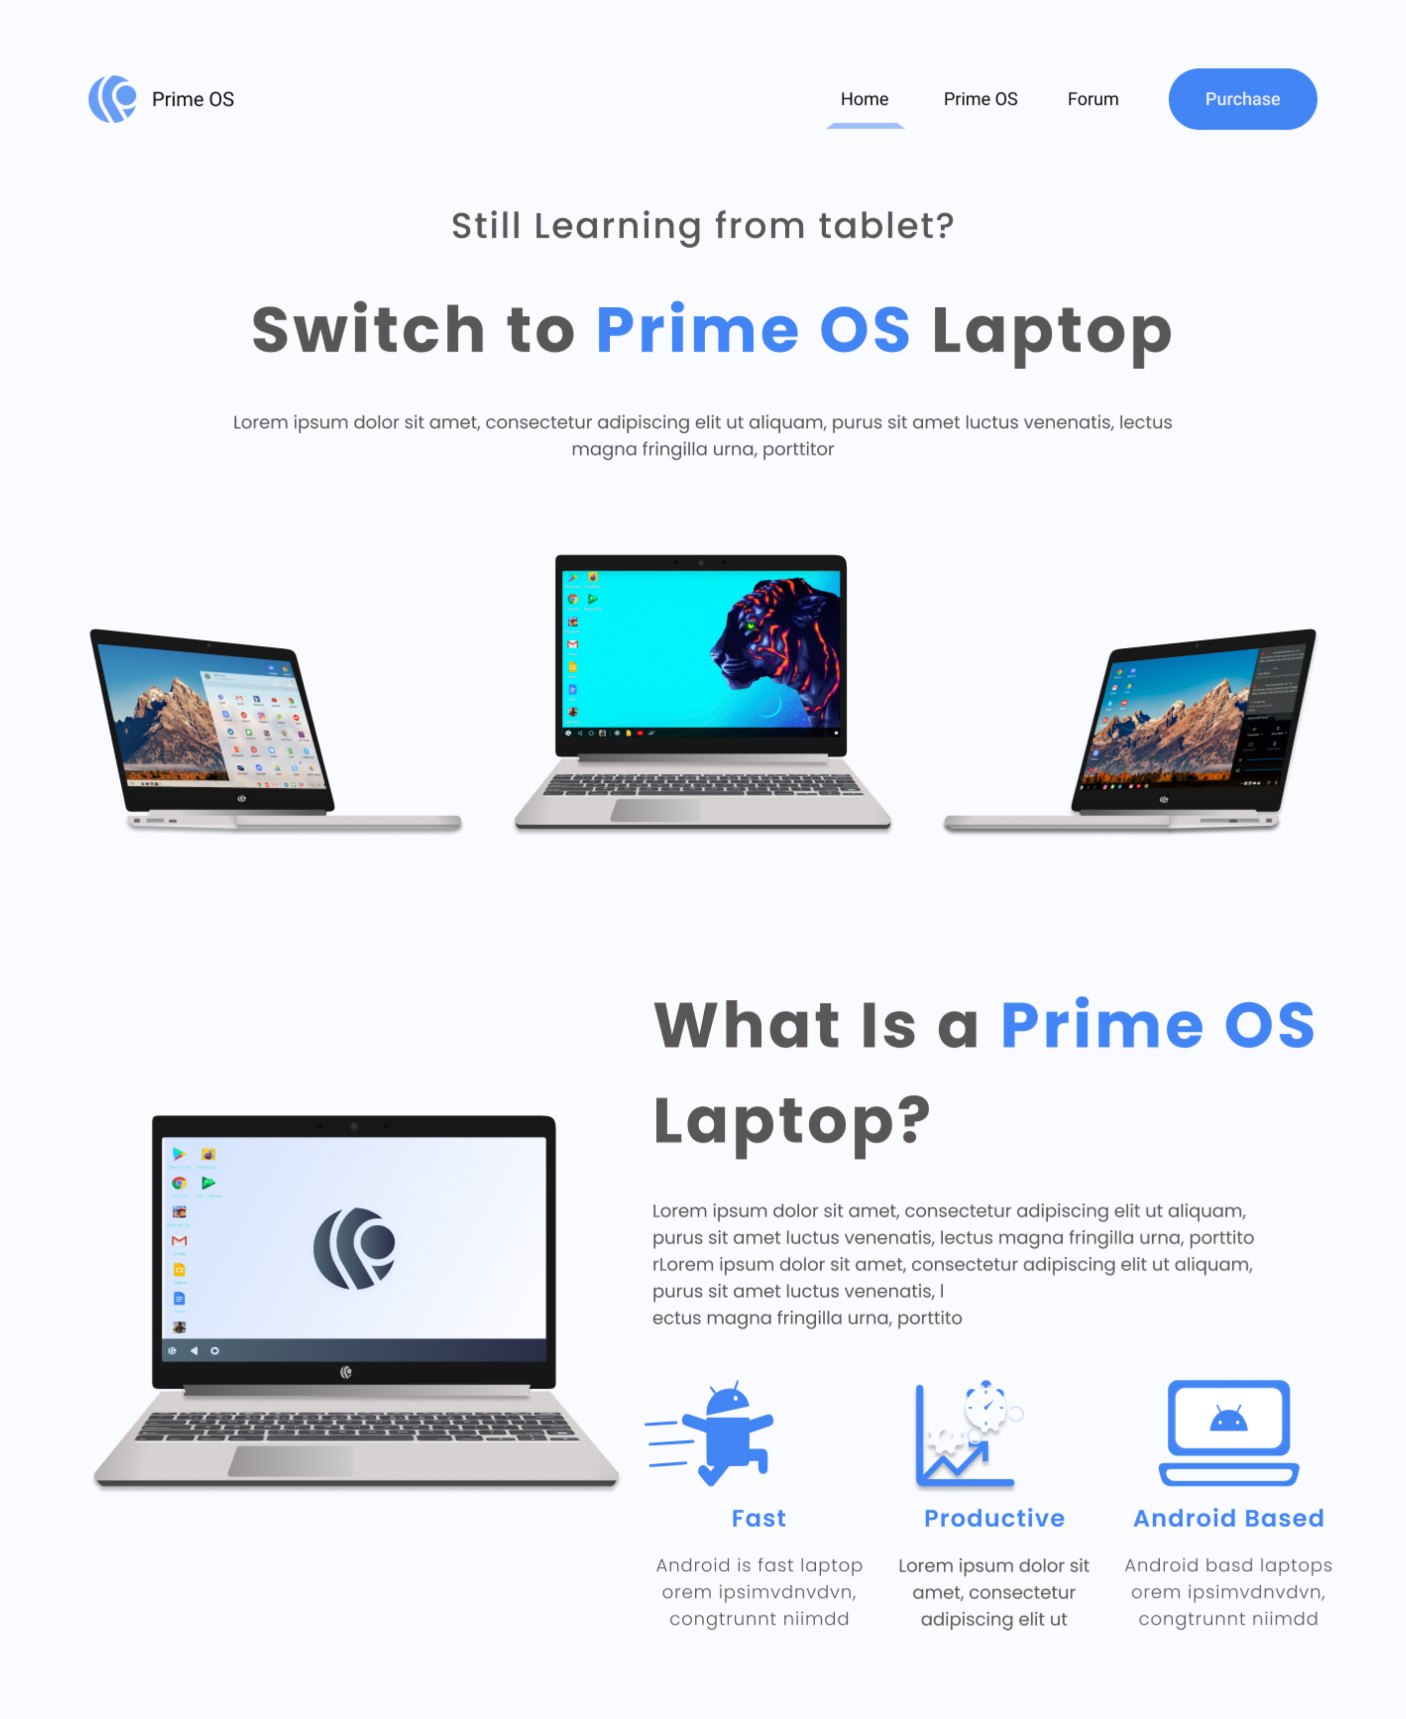 Prime OS
Home
Prime OS
Forum
Purchase
Still Learning from tablet?
Switch to Prime OS Laptop
Lorem ipsum dolor sit amet, consectetur adipiscing elit ut aliquam, purus sit amet luctus venenatis, lectus
magna fringilla urna, porttitor
What Is a Prime OS
Laptop?
Lorem ipsum dolor sit amet, consectetur adipiscing elit ut aliquam,
purus sit amet luctus venenatis, lectus magna fringilla urna, porttito
rLorem ipsum dolor sit amet, consectetur adipiscing elit ut aliquam,
purus sit amet luctus venenatis, l
ectus magna fringilla urna, porttito
Fast
Android is fast laptop
orem ipsimvdnvdvn,
congtrunnt niimdd
Productive
Lorem ipsum dolor sit
amet, consectetur
adipiscing elit ut
Android Based
Android basd laptops
orem ipsimvdnvdvn,
congtrunnt niimdd